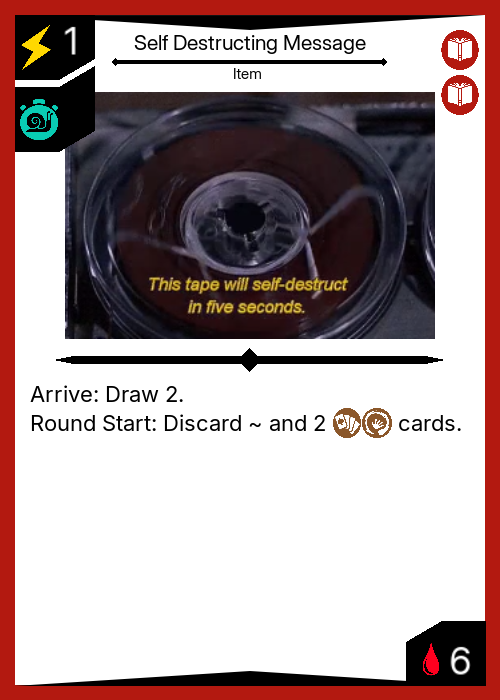 1
Self Destructing Message
Item
This tape will self-destruct
in five seconds.
Arrive: Draw 2.
Round Start: Discard ~ and 2 cards.
6